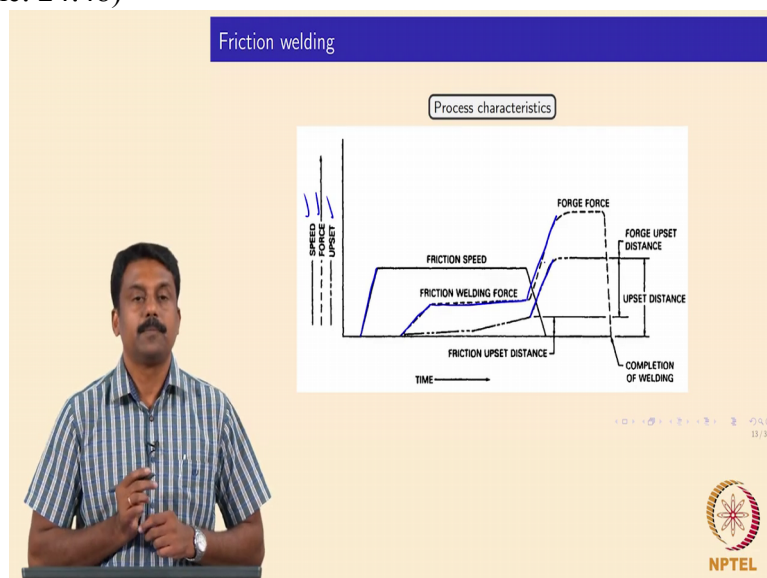 Friction welding
Process characteristics
SPEED
FORCE
UPSET
FORGE FORCE
FORGE UPSET
DISTANCE
FRICTION SPEED
FRICTION WELDING FORCE
UPSET DISTANCE
FRICTION UPSET DISTANCE
COMPLETION
OF WELDING
TIME
NPTEL